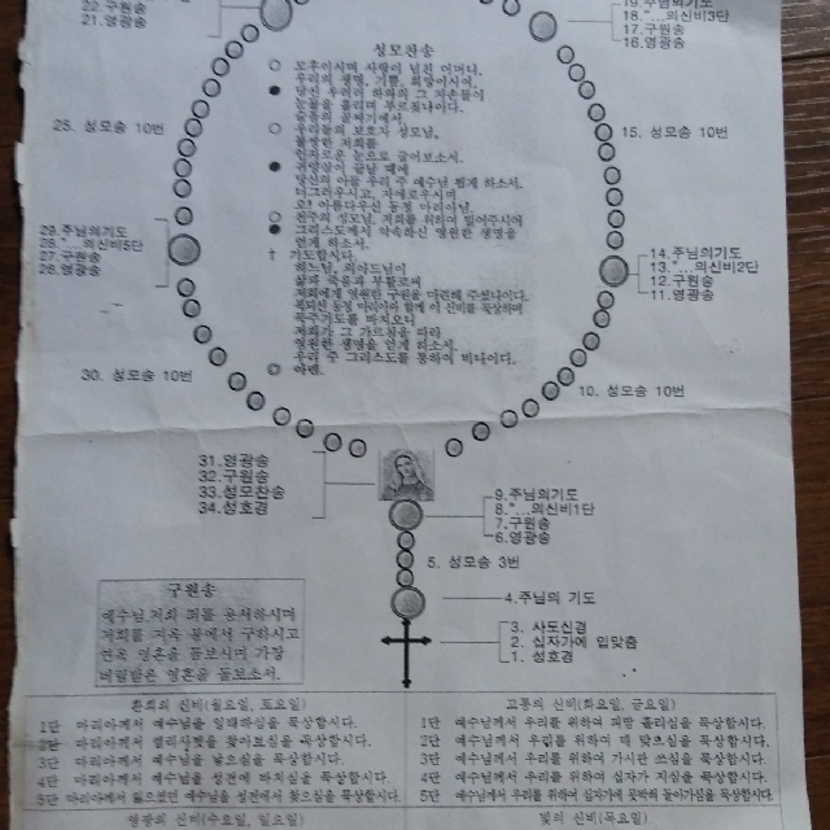 22.구원송
21.영광송
19.주님의기도
18."...의신비3단
17.구원송
16.영광송
성모찬송
○ 모후이시며 사랑이 넘친 어머니,
우리의 생명, 기쁨, 희망이시여,
● 당신 우러러 하와의 그 자손들이
눈물을 흘리며 부르짖나이다.
슬픔의 골짜기에서.
○ 우리들의 보호자 성모님,
불쌍한 저희를
인자로운 눈으로 굽어보소서.
● 귀양살이 끝날 때에
당신의 아들 우리 주 예수님 뵙게 하소서.
너그러우시고, 자애로우시며
오! 아름다우신 동정 마리아님.
○ 천주의 성모님, 저희를 위하여 빌어주시어
● 그리스도께서 약속하신 영원한 생명을
얻게 하소서.
† 기도합시다.
하느님, 외아드님이
삶과 죽음과 부활로써
저희에게 영원한 구원을 마련해 주셨나이다.
복되신 동정 마리아와 함께 이 신비를 묵상하며
묵주기도를 바치오니
저희가 그 가르침을 따라
영원한 생명을 얻게 하소서.
우리 주 그리스도를 통하여 비나이다.
◎ 아멘.
25. 성모송 10번
15. 성모송 10번
29.주님의기도
28."...의신비5단
27.구원송
26.영광송
14.주님의기도
13."...의신비2단
12.구원송
11.영광송
30. 성모송 10번
10. 성모송 10번
31.영광송
32.구원송
33.성모찬송
34.성호경
9.주님의기도
8."...의신비1단
7.구원송
6.영광송
5. 성모송 3번
4.주님의 기도
3. 사도신경
2. 십자가에 입맞춤
1. 성호경
구원송
예수님,저희 죄를 용서하시며
저희를 지옥 불에서 구하시고
연옥 영혼을 돌보시며 가장
버림받은 영혼을 돌보소서.
환희의 신비(월요일, 토요일)
1단 마리아께서 예수님을 잉태하심을 묵상합시다.
2단 마리아께서 엘리사벳을 찾아보심을 묵상합시다.
3단 마리아께서 예수님을 낳으심을 묵상합시다.
4단 마리아께서 예수님을 성전에 바치심을 묵상합시다.
5단 마리아께서 잃으셨던 예수님을 성전에서 찾으심을 묵상합시다.
고통의 신비(화요일, 금요일)
1단 예수님께서 우리를 위하여 피땀 흘리심을 묵상합시다.
2단 예수님께서 우리를 위하여 매 맞으심을 묵상합시다.
3단 예수님께서 우리를 위하여 가시관 쓰심을 묵상합시다.
4단 예수님께서 우리를 위하여 십자가 지심을 묵상합시다.
5단 예수님께서 우리를 위하여 십자가에 못박혀 돌아가심을 묵상합시다.
영광의 신비(수요일, 일요일)
빛의 신비(목요일)